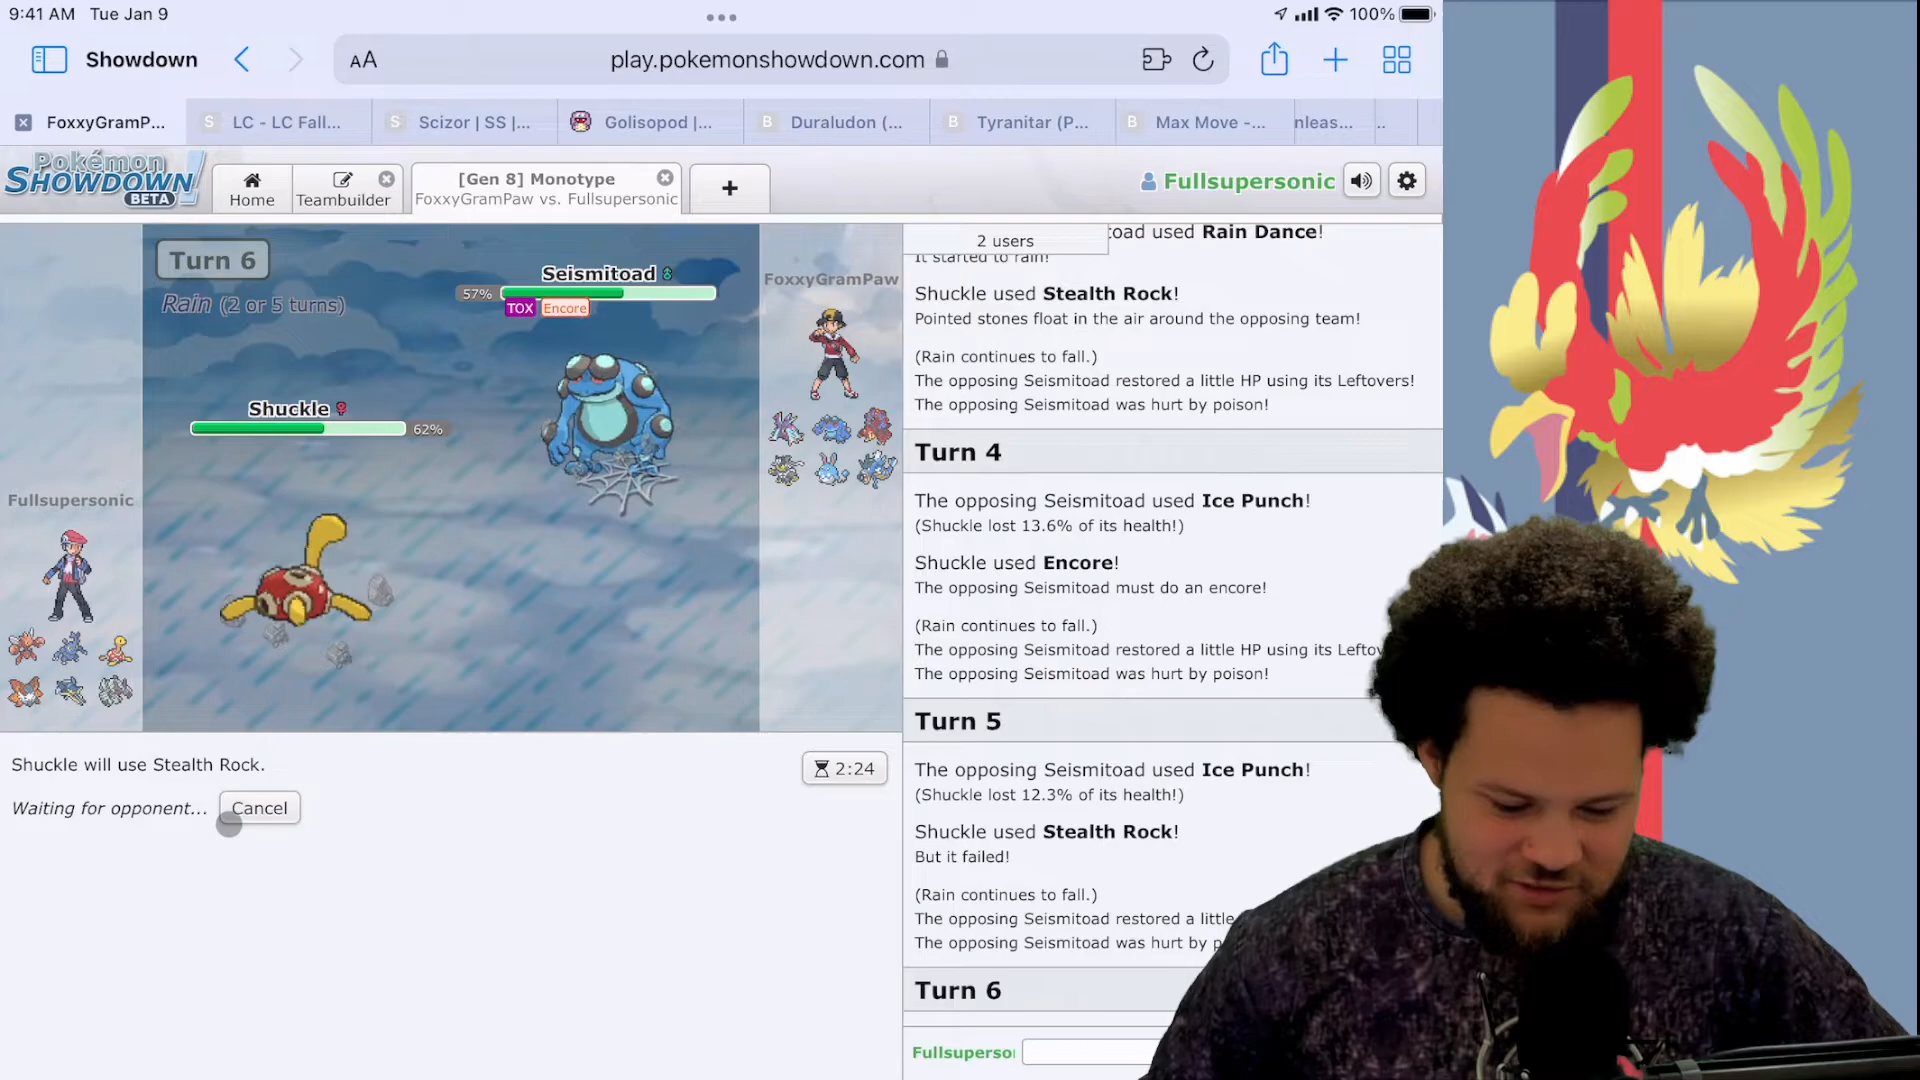 9:41 AM Tue Jan 9
100%
Showdown
AA
play.pokemonshowdown.com
FoxxyGramP...
S LC - LC Fall...
S Scizor | SS |...
Golisopod |...
B Duraludon (...
B Tyranitar (P...
B Max Move -...
nleas...
..
Pokémon
SHOWDOWN!
BETA
Home
Teambuilder
[Gen 8] Monotype
FoxxyGramPaw vs. Fullsupersonic
+
Fullsupersonic
Turn 6
Rain (2 or 5 turns)
Seismitoad
57%
TOX Encore
Shuckle
62%
Fullsupersonic
FoxxyGramPaw
Shuckle will use Stealth Rock.
2:24
Waiting for opponent...
Cancel
2 users
oad used Rain Dance!
It started to rain!
Shuckle used Stealth Rock!
Pointed stones float in the air around the opposing team!
(Rain continues to fall.)
The opposing Seismitoad restored a little HP using its Leftovers!
The opposing Seismitoad was hurt by poison!
Turn 4
The opposing Seismitoad used Ice Punch!
(Shuckle lost 13.6% of its health!)
Shuckle used Encore!
The opposing Seismitoad must do an encore!
(Rain continues to fall.)
The opposing Seismitoad restored a little HP using its Leftov
The opposing Seismitoad was hurt by poison!
Turn 5
The opposing Seismitoad used Ice Punch!
(Shuckle lost 12.3% of its health!)
Shuckle used Stealth Rock!
But it failed!
(Rain continues to fall.)
The opposing Seismitoad restored a little
The opposing Seismitoad was hurt by p
Turn 6
Fullsuperso